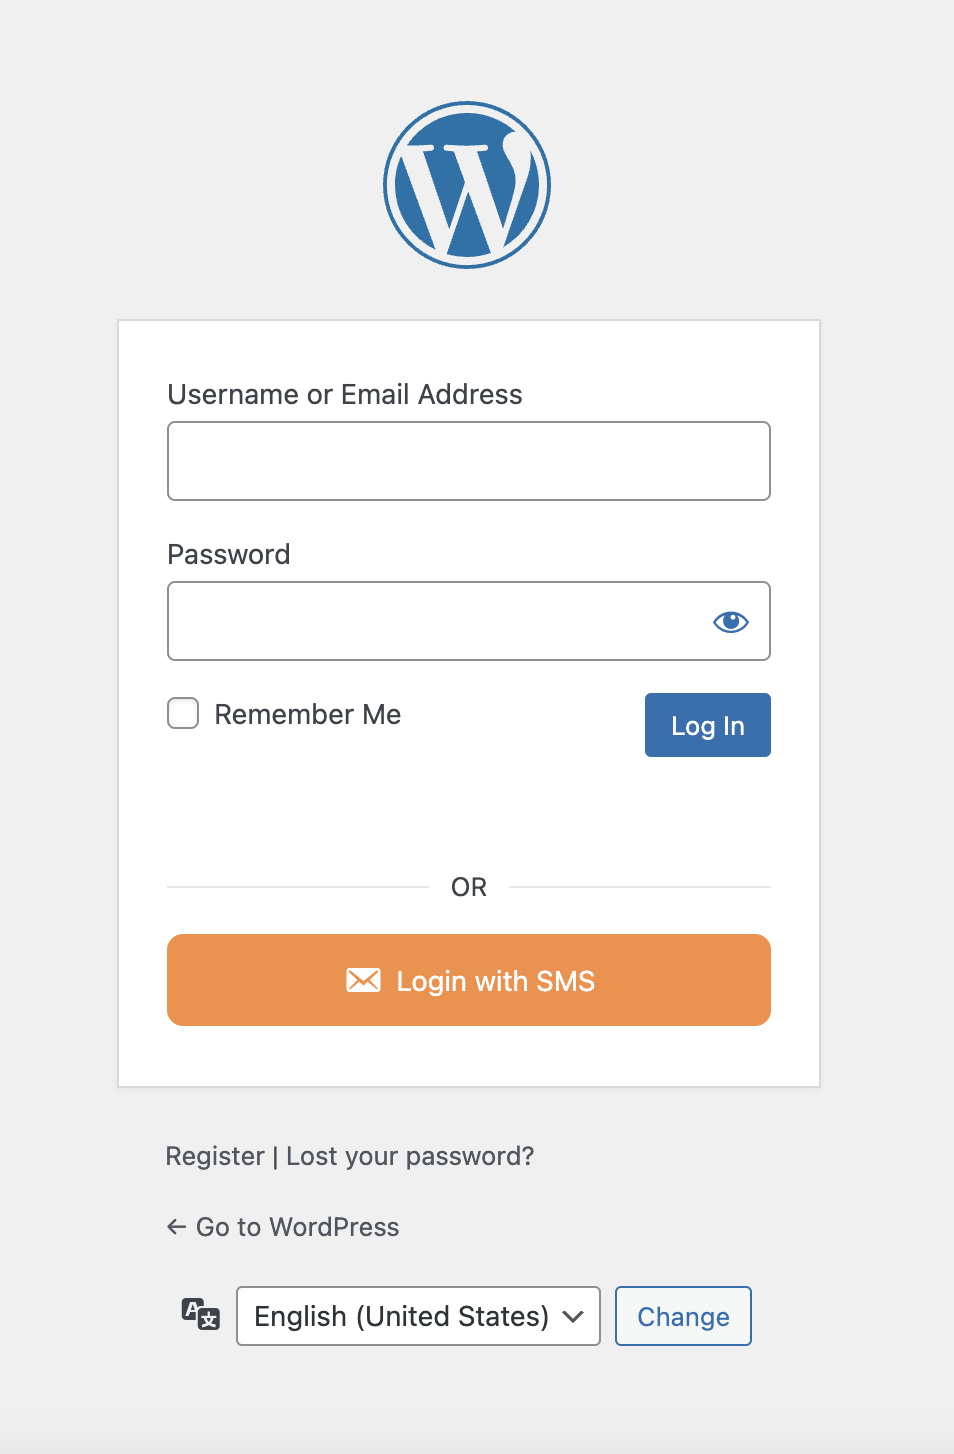 Username or Email Address
Password
Remember Me
Log In
OR
Login with SMS
Register | Lost your password?
← Go to WordPress
English (United States)
Change